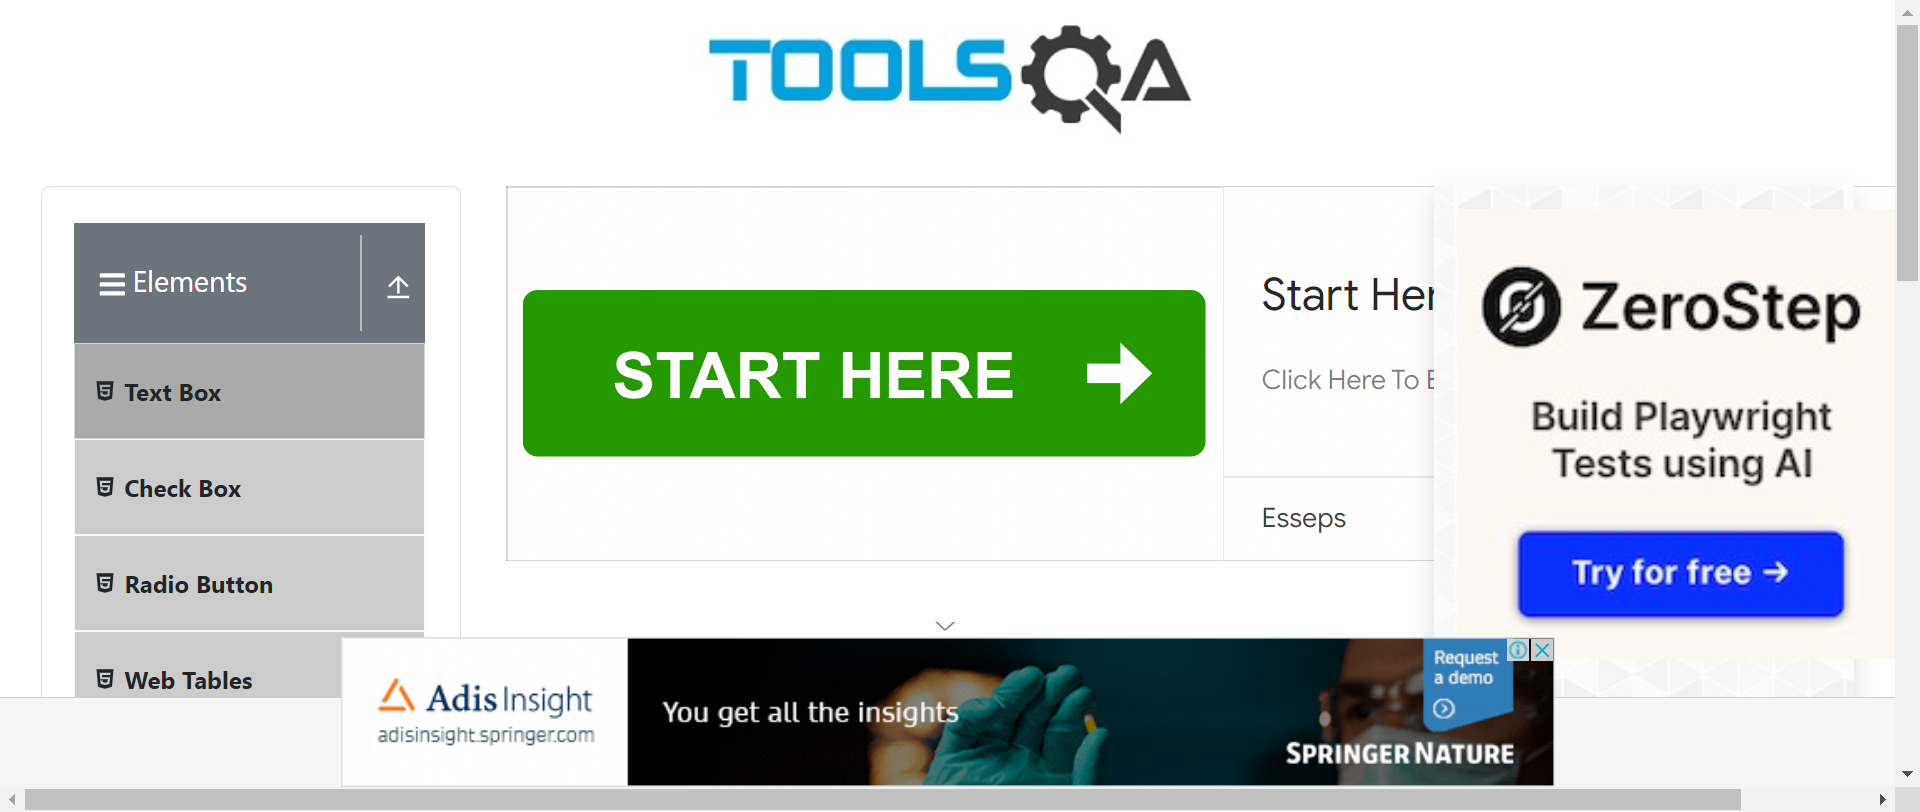 TOOLSQA
Elements
Text Box
Check Box
Radio Button
Web Tables
START HERE
Start Her
Click Here To E
Esseps
ZeroStep
Build Playwright
Tests using AI
Try for free →
Adis Insight
adisinsight.springer.com
You get all the insights
Request
a demo
SPRINGER NATURE